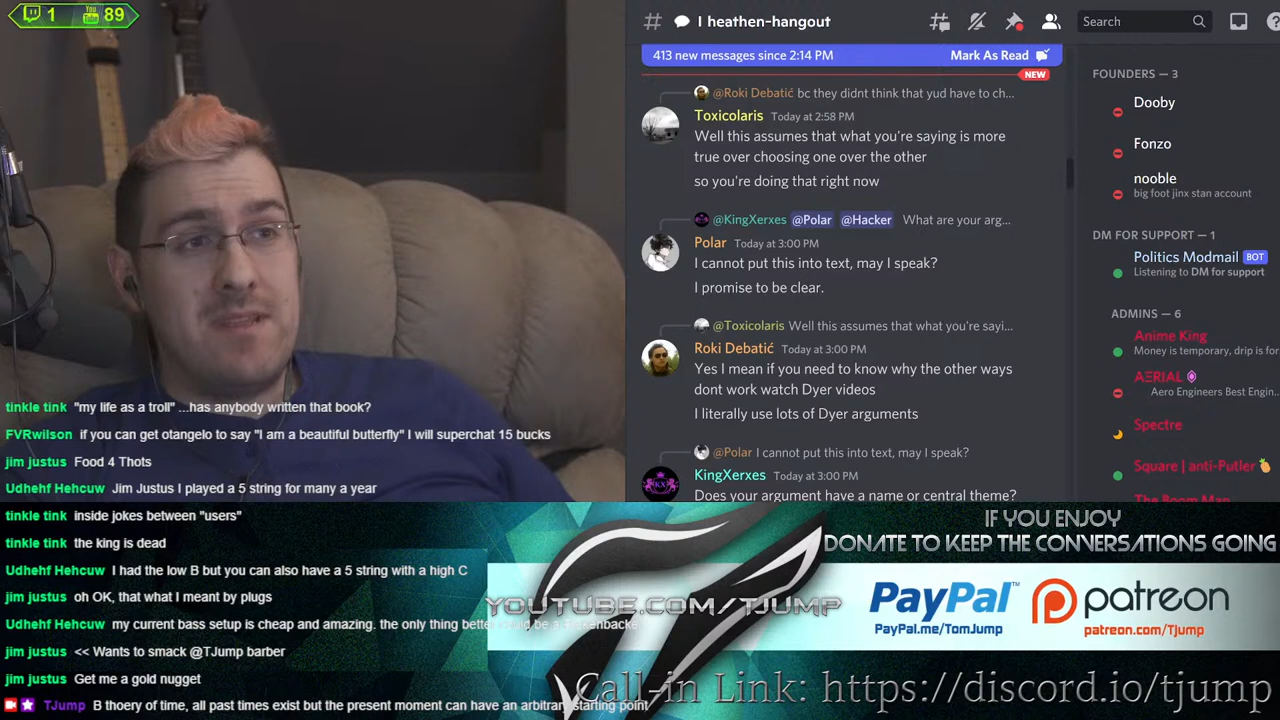 1
You Tube 89
# | heathen-hangout
Search
413 new messages since 2:14 PM
Mark As Read
NEW
@Roki Debatić bc they didnt think that yud have to ch...
Toxicolaris Today at 2:58 PM
Well this assumes that what you're saying is more
true over choosing one over the other
so you're doing that right now
@KingXerxes @Polar @Hacker What are your arg...
Polar Today at 3:00 PM
I cannot put this into text, may I speak?
I promise to be clear.
@Toxicolaris Well this assumes that what you're sayi...
Roki Debatić Today at 3:00 PM
Yes I mean if you need to know why the other ways
dont work watch Dyer videos
I literally use lots of Dyer arguments
@Polar I cannot put this into text, may I speak?
KingXerxes Today at 3:00 PM
Does your argument have a name or central theme?
FOUNDERS — 3
Dooby
Fonzo
nooble
big foot jinx stan account
DM FOR SUPPORT — 1
Politics Modmail BOT
Listening to DM for support
ADMINS — 6
Anime King
Money is temporary, drip is for
AΞRIAL
Aero Engineers Best Engin...
Spectre
Square | anti-Putler
The Boom Man
tinkle tink "my life as a troll" ...has anybody written that book?
FVRwilson if you can get otangelo to say "I am a beautiful butterfly" I will superchat 15 bucks
jim justus Food 4 Thots
Udhehf Hehcuw Jim Justus I played a 5 string for many a year
tinkle tink inside jokes between "users"
tinkle tink the king is dead
Udhehf Hehcuw I had the low B but you can also have a 5 string with a high C
jim justus oh OK, that what I meant by plugs
Udhehf Hehcuw my current bass setup is cheap and amazing. the only thing better would be a
jim justus << Wants to smack @TJump barber
jim justus Get me a gold nugget
TJump B thoery of time, all past times exist but the present moment can have an arbitrary starting point
IF YOU ENJOY
DONATE TO KEEP THE CONVERSATIONS GOING
YOUTUBE.COM/TJUMP
PayPal™
PayPal.me/TomJump
patreon
patreon.com/Tjump
Call-in Link: https://discord.io/tjump